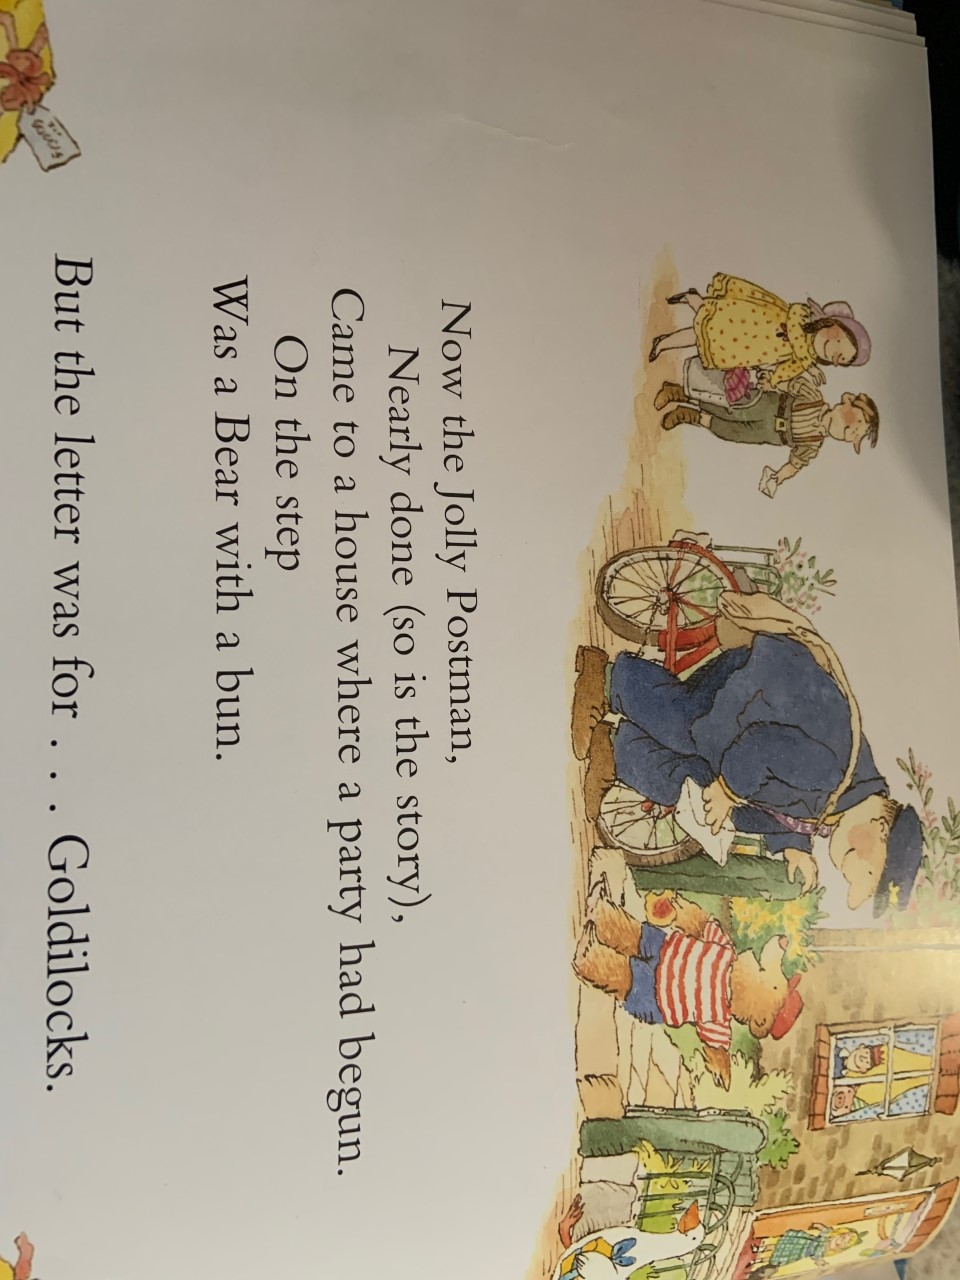 Now the Jolly Postman,
Nearly done (so is the story),
Came to a house where a party had begun.
On the step
Was a Bear with a bun.
But the letter was for . . . Goldilocks.